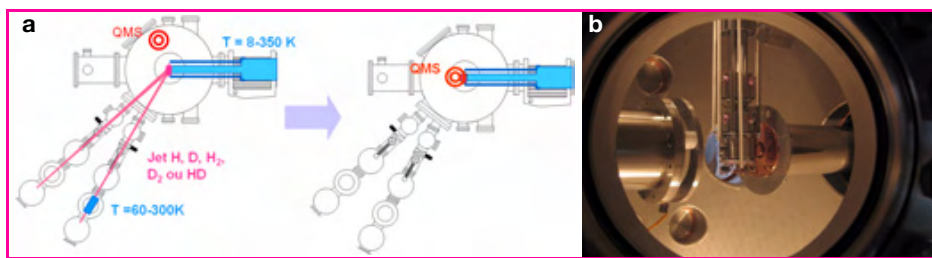 a
QMS
T = 8-350 K
Jet H, D, H₂,
D₂ ou HD
T =60-300K
QMS
b